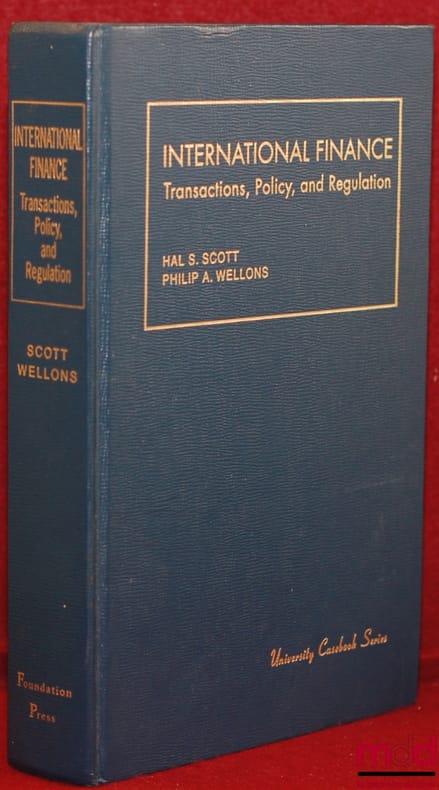 INTERNATIONAL
FINANCE
Transactions,
Policy,
and
Regulation
SCOTT
WELLONS
Foundation
Press
INTERNATIONAL FINANCE
Transactions, Policy, and Regulation
HAL S. SCOTT
PHILIP A. WELLONS
University Casebook Series